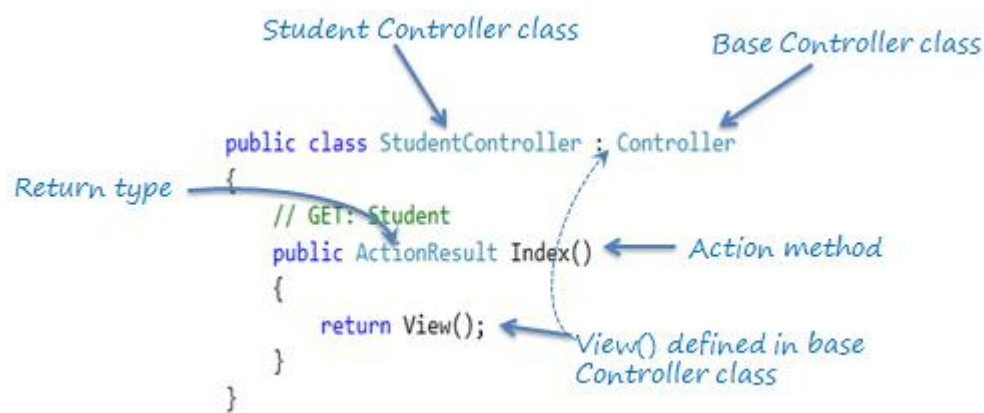 Student Controller class
Base Controller class
public class StudentController : Controller
{
Return type
// GET: Student
public ActionResult Index()
Action method
{
return View();
View() defined in base
Controller class
}
}